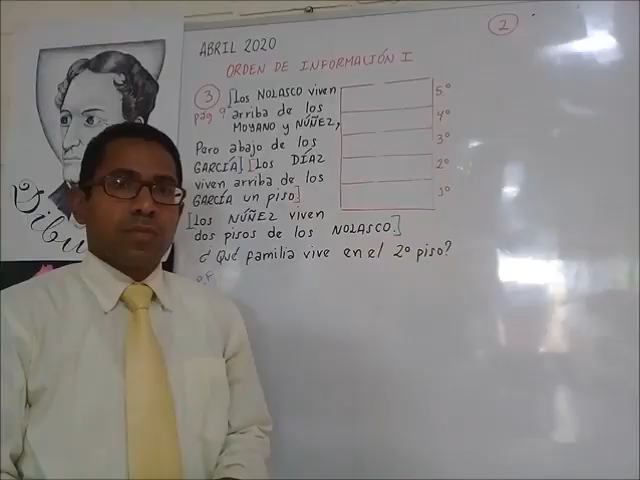 ABRIL 2020
2
ORDEN DE INFORMACIÓN I
3
pág 9
[Los NOLASCO viven
arriba de los
MOYANO y NÚÑEZ,
Pero abajo de los
GARCÍA] [Los DÍAZ
viven arriba de los
GARCÍA un piso]
[Los NÚÑEZ viven
dos pisos de los NOLASCO.]
¿Qué familia vive en el 2º piso?
5º
4º
3º
2º
1º
Dibu